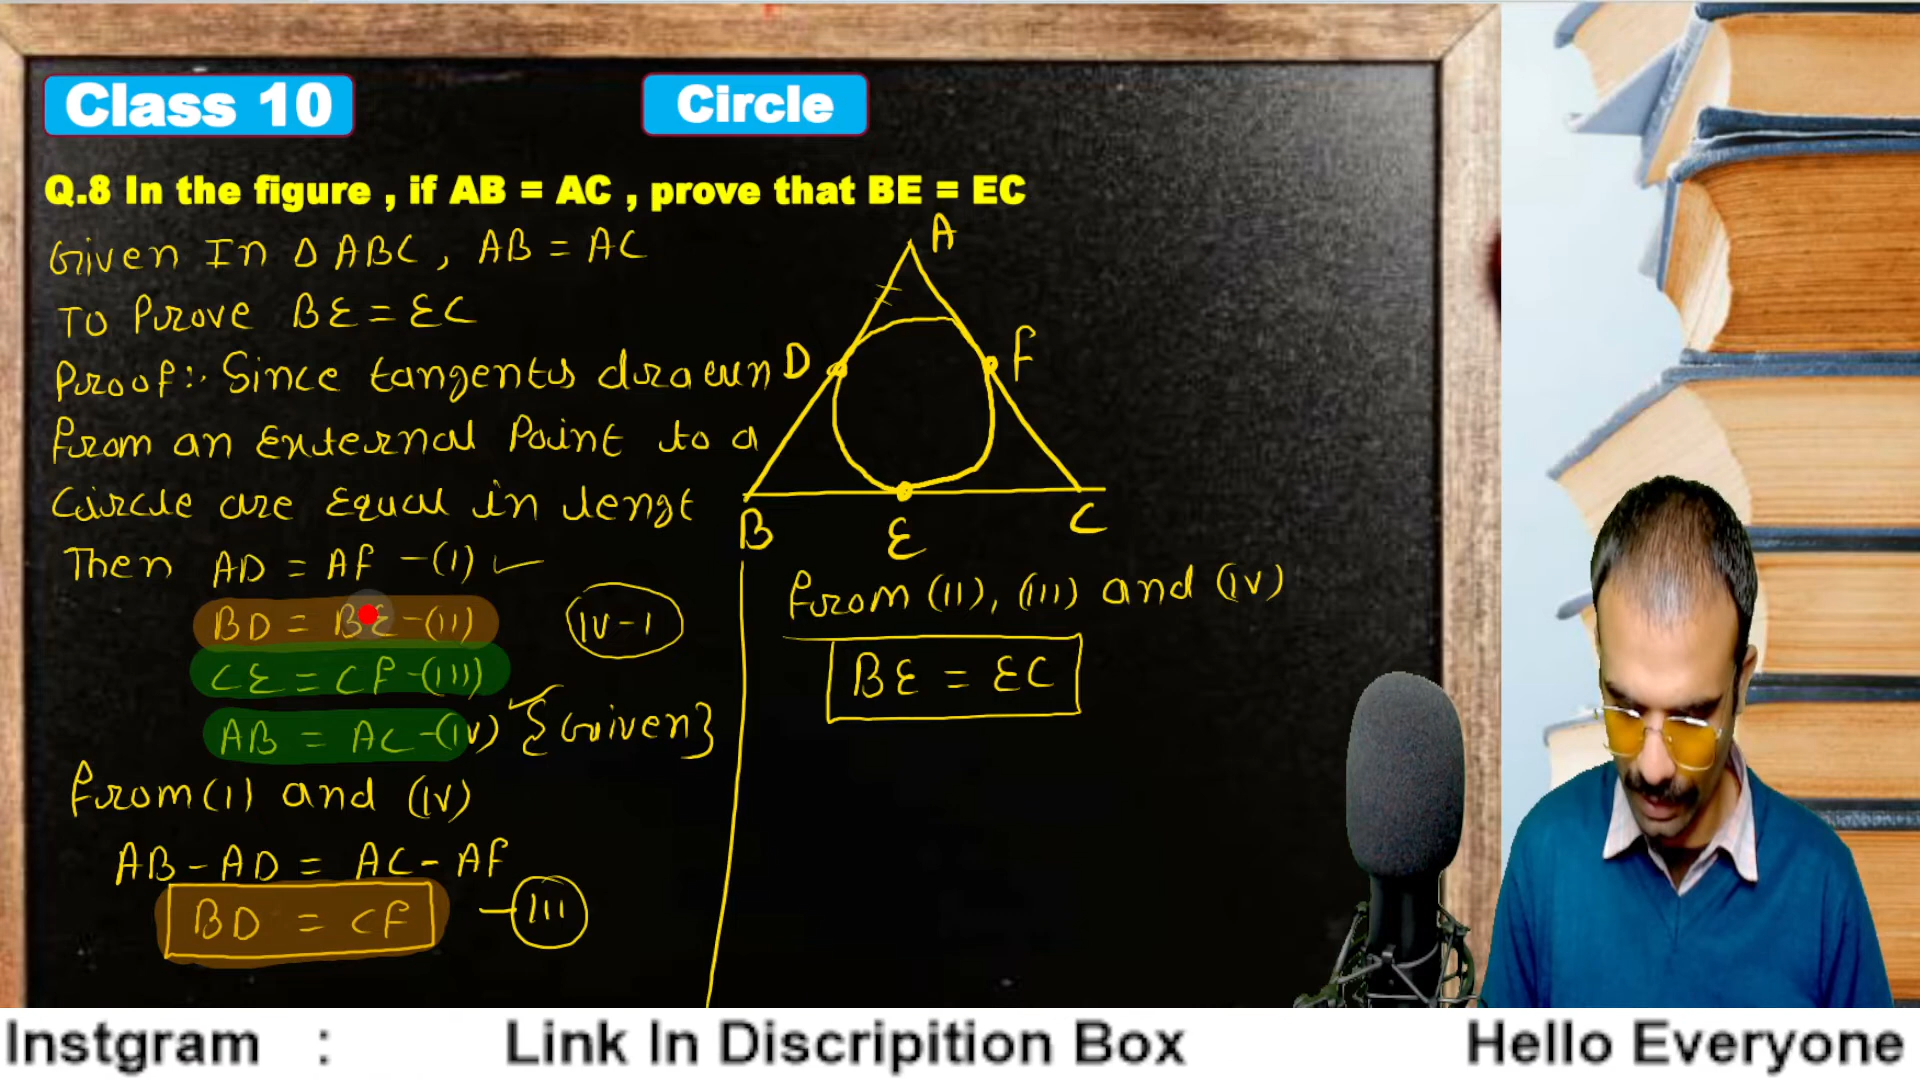 Class 10
Circle
Q.8 In the figure , if AB = AC , prove that BE = EC
Given In Δ ABC, AB = AC
To Prove BE = EC
Proof:- Since tangents drawn
From an External Point to a
Circle are Equal in lengt
Then AD = AF -(I) ✓
BD = BE -(II)
CE = CF -(III)
AB = AC -(IV) {Given}
IV-I
From (I) and (IV)
AB - AD = AC - AF
BD = CF - III
A
D
F
B
E
C
From (II), (III) and (IV)
BE = EC
Instgram : Link In Discripition Box Hello Everyone